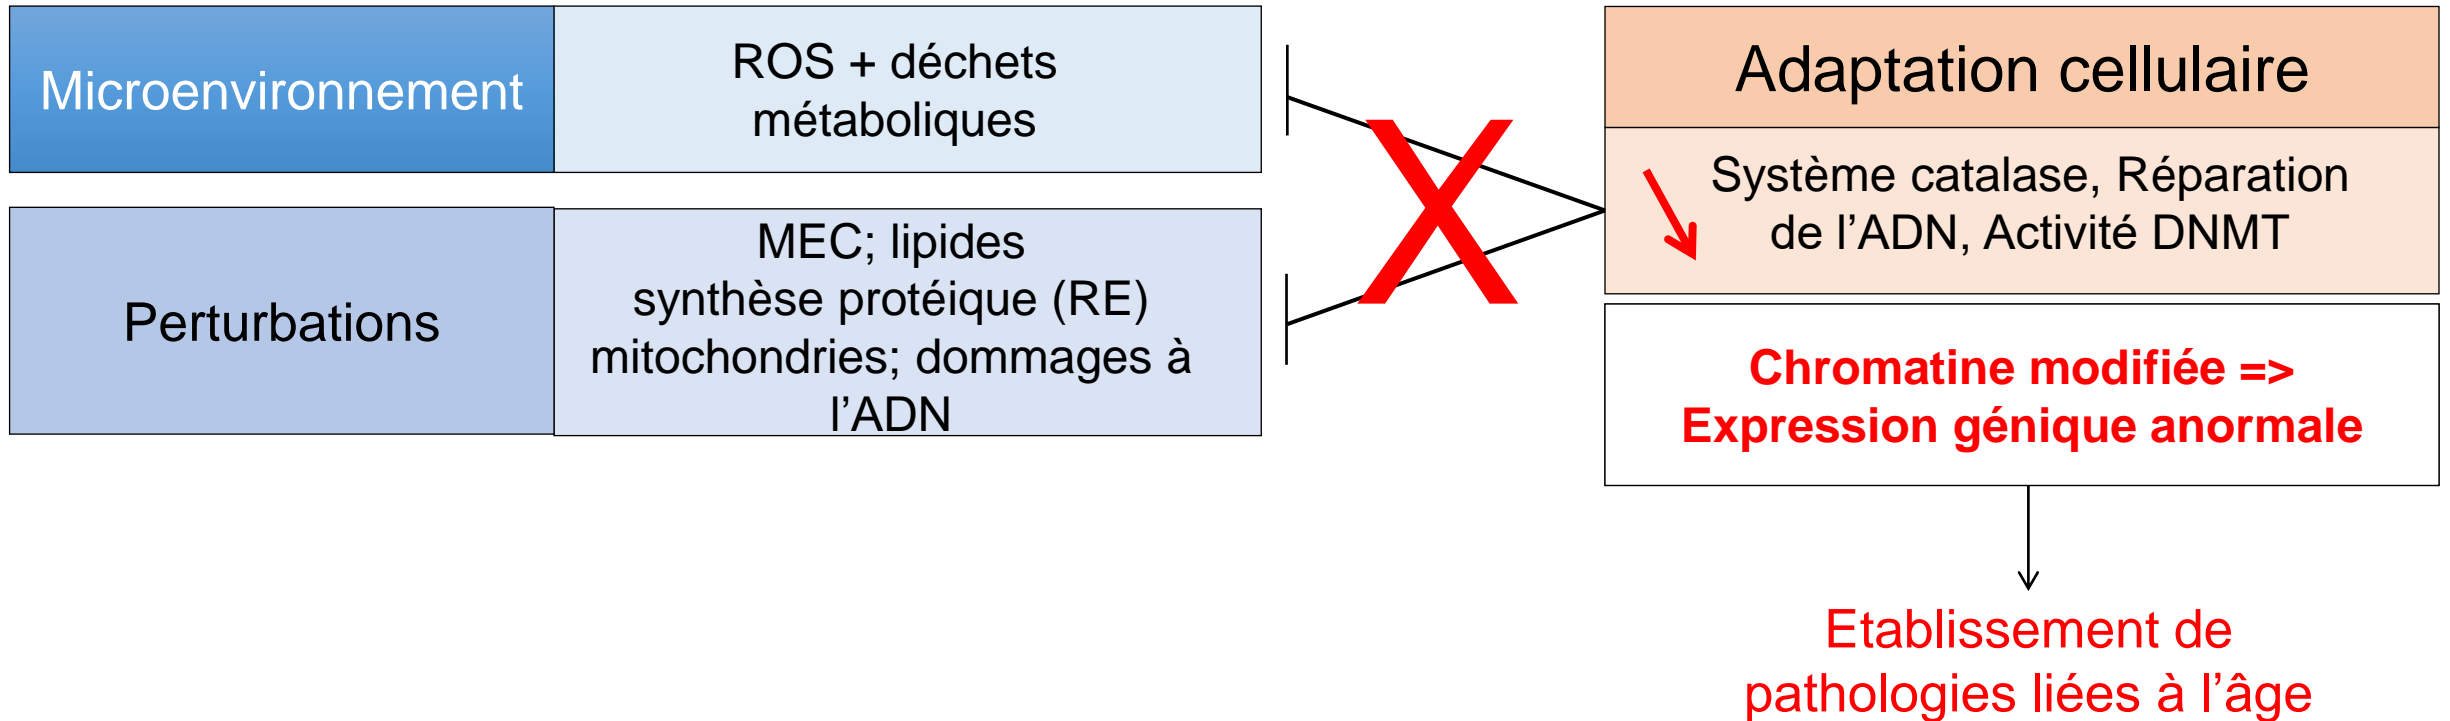 Microenvironnement
ROS + déchets
métaboliques
Perturbations
MEC; lipides
synthèse protéique (RE)
mitochondries; dommages à
l’ADN
X
Adaptation cellulaire
Système catalase, Réparation
de l’ADN, Activité DNMT
Chromatine modifiée =>
Expression génique anormale
Etablissement de
pathologies liées à l’âge